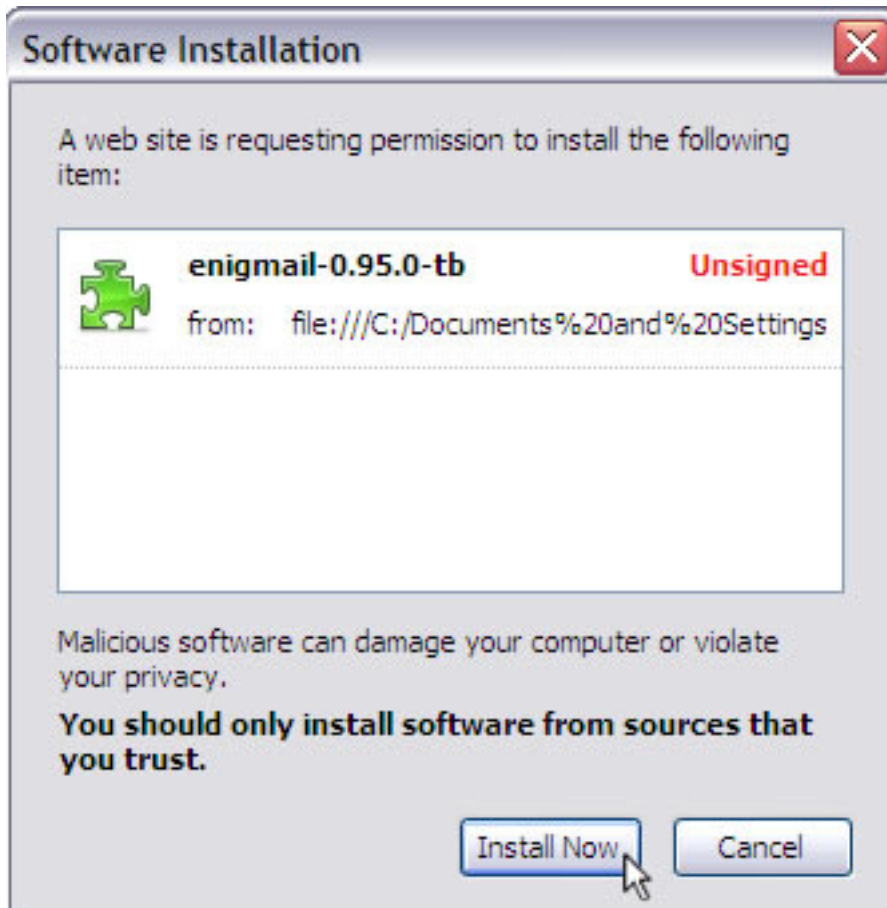 Software Installation
A web site is requesting permission to install the following
item:
enigmail-0.95.0-tb Unsigned
from: file:///C:/Documents%20and%20Settings
Malicious software can damage your computer or violate
your privacy.
You should only install software from sources that
you trust.
Install Now Cancel